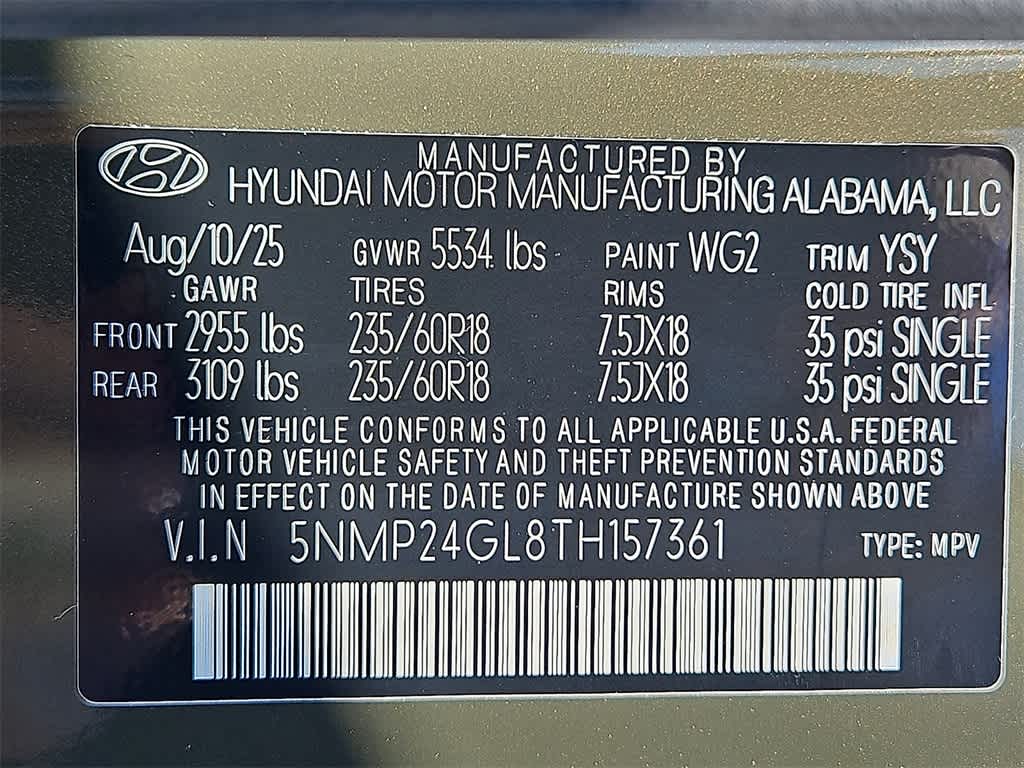 MANUFACTURED BY
HYUNDAI MOTOR MANUFACTURING ALABAMA, LLC
Aug/10/25 GVWR 5534 lbs PAINT WG2 TRIM YSY
GAWR TIRES RIMS COLD TIRE INFL
FRONT 2955 lbs 235/60R18 7.5JX18 35 psi SINGLE
REAR 3109 lbs 235/60R18 7.5JX18 35 psi SINGLE
THIS VEHICLE CONFORMS TO ALL APPLICABLE U.S.A. FEDERAL
MOTOR VEHICLE SAFETY AND THEFT PREVENTION STANDARDS
IN EFFECT ON THE DATE OF MANUFACTURE SHOWN ABOVE
V.I.N 5NMP24GL8TH157361 TYPE: MPV